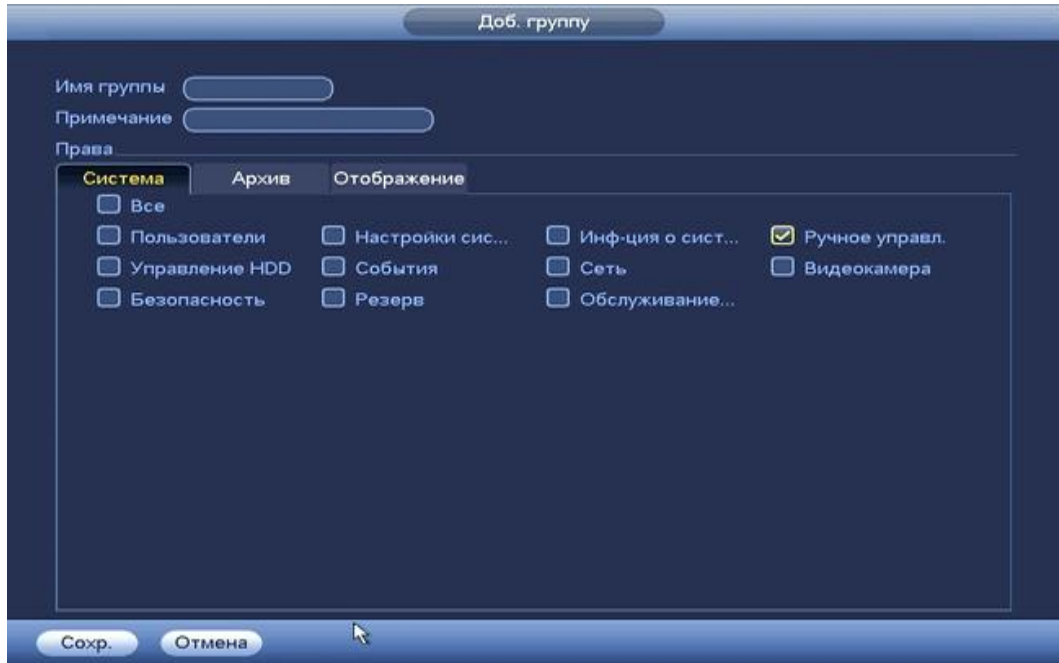 Доб. группу
Имя группы
Примечание
Права
Система Архив Отображение
Все
Пользователи Настройки сис... Инф-ция о сист... Ручное управл.
Управление HDD События Сеть Видеокамера
Безопасность Резерв Обслуживание...
Сохр. Отмена